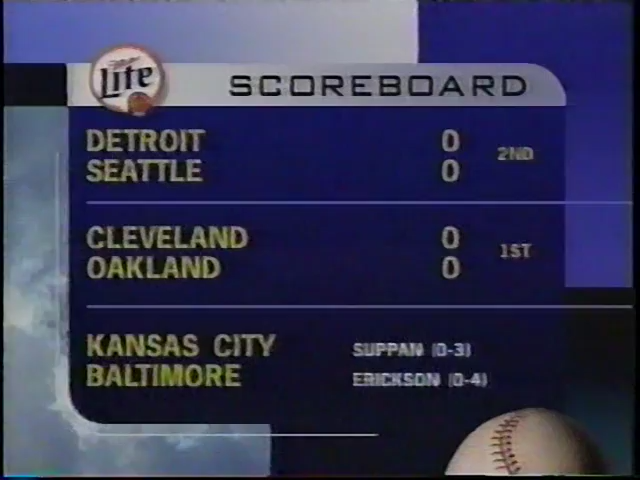 Miller
Lite
SCOREBOARD
DETROIT 0
2ND
SEATTLE 0
CLEVELAND 0
1ST
OAKLAND 0
KANSAS CITY SUPPAN (0-3)
BALTIMORE ERICKSON (0-4)